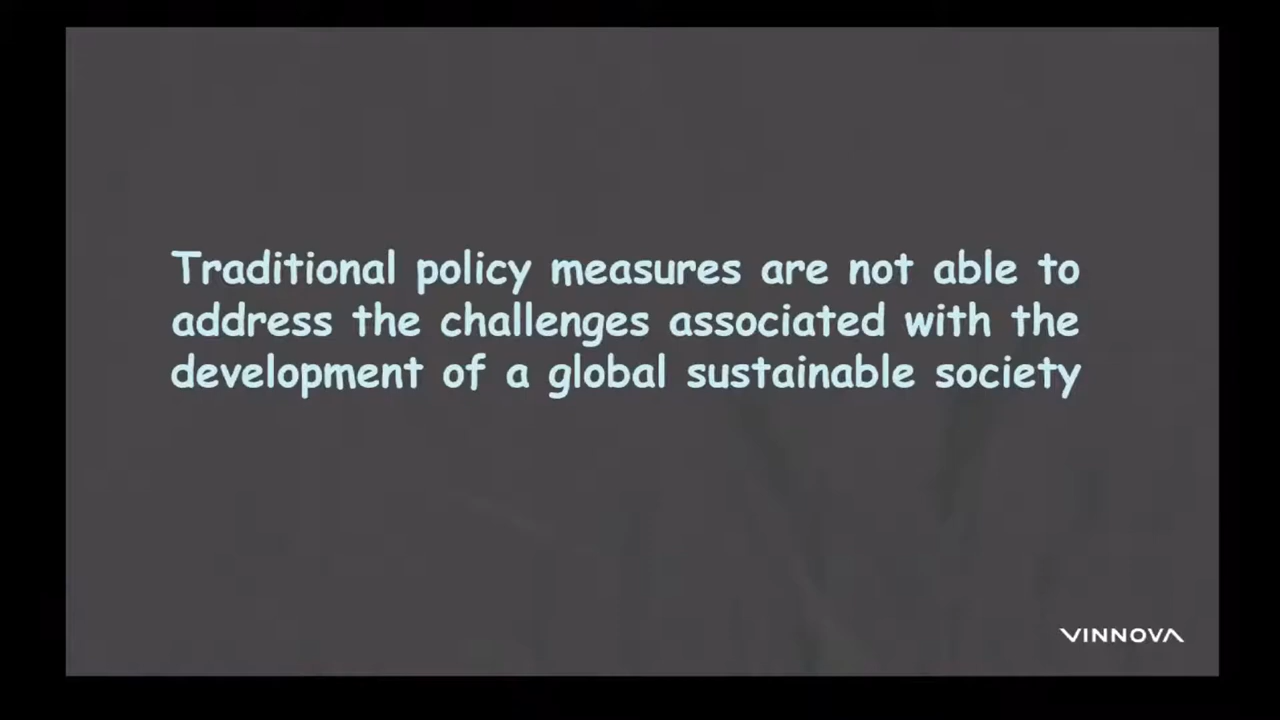 Traditional policy measures are not able to
address the challenges associated with the
development of a global sustainable society
VINNOVA